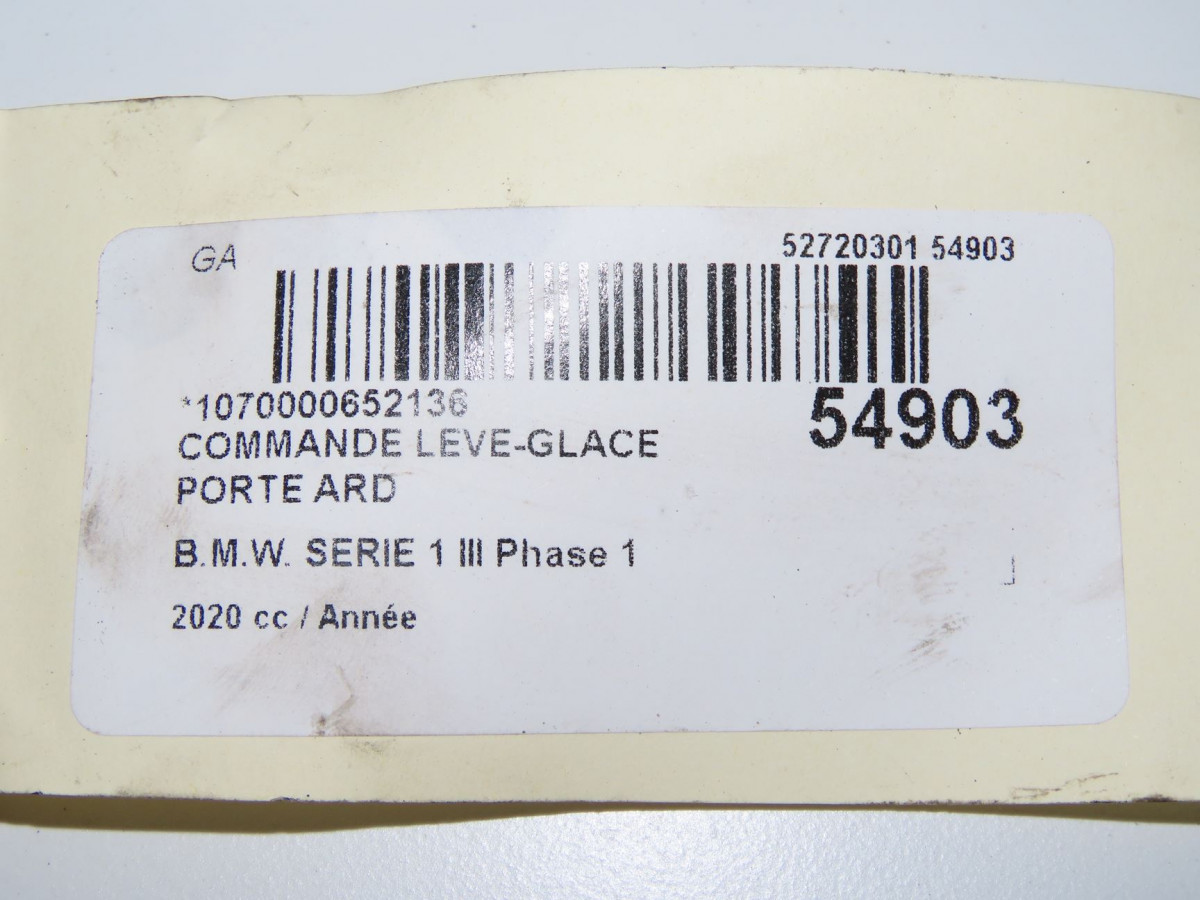 GA
52720301 54903
*1070000652136
54903
COMMANDE LEVE-GLACE
PORTE ARD
B.M.W. SERIE 1 III Phase 1
2020 cc / Année